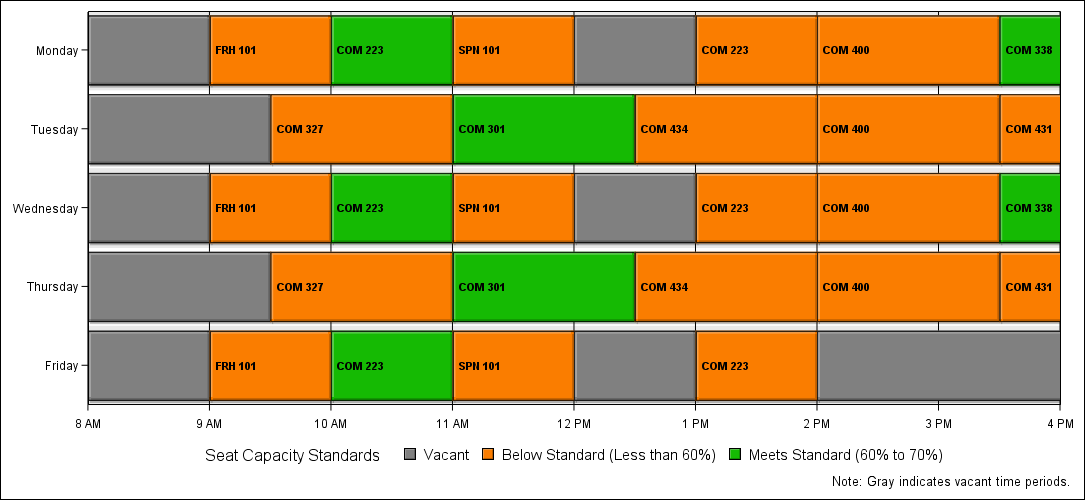 Monday FRH 101 COM 223 SPN 101 COM 223 COM 400 COM 338
Tuesday COM 327 COM 301 COM 434 COM 400 COM 431
Wednesday FRH 101 COM 223 SPN 101 COM 223 COM 400 COM 338
Thursday COM 327 COM 301 COM 434 COM 400 COM 431
Friday FRH 101 COM 223 SPN 101 COM 223
8 AM 9 AM 10 AM 11 AM 12 PM 1 PM 2 PM 3 PM 4 PM
Seat Capacity Standards Vacant Below Standard (Less than 60%) Meets Standard (60% to 70%)
Note: Gray indicates vacant time periods.